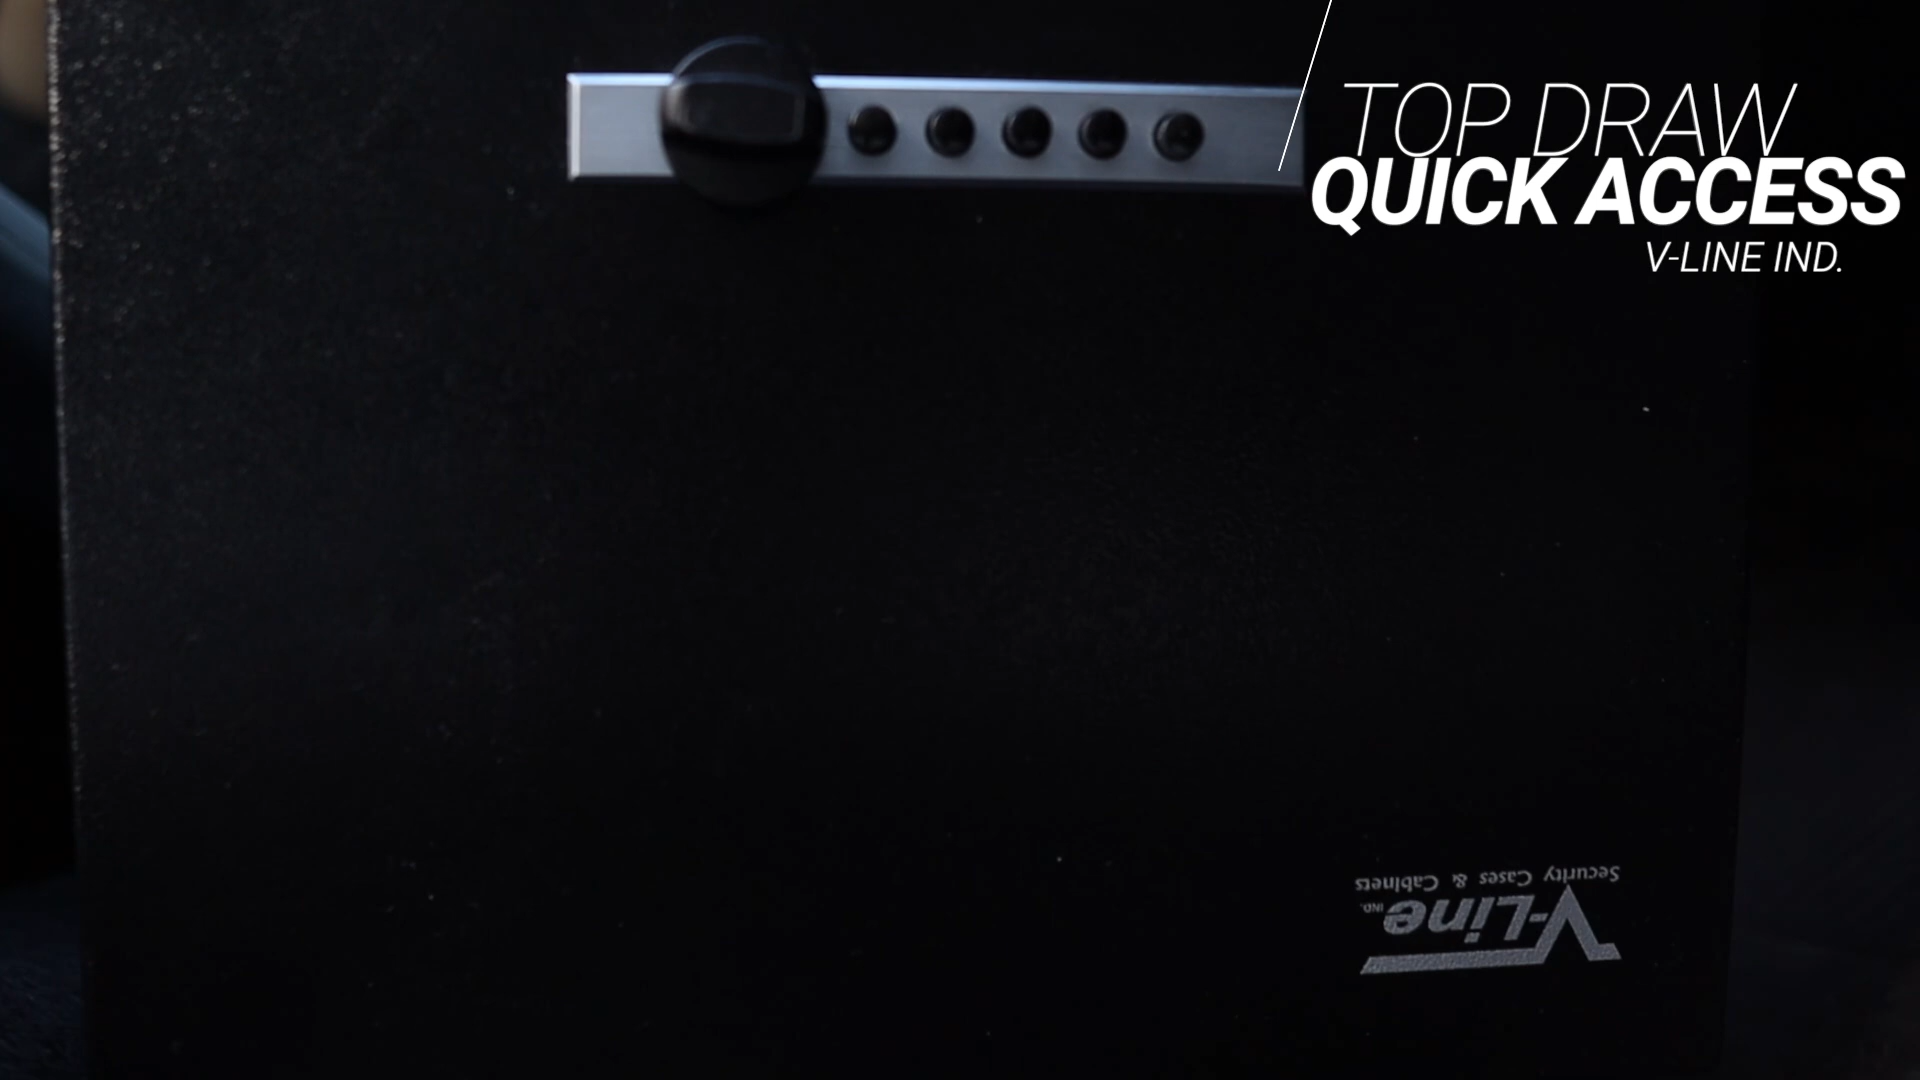 TOP DRAW
QUICK ACCESS
V-LINE IND.
V-Line IND.
Security Cases & Cabinets